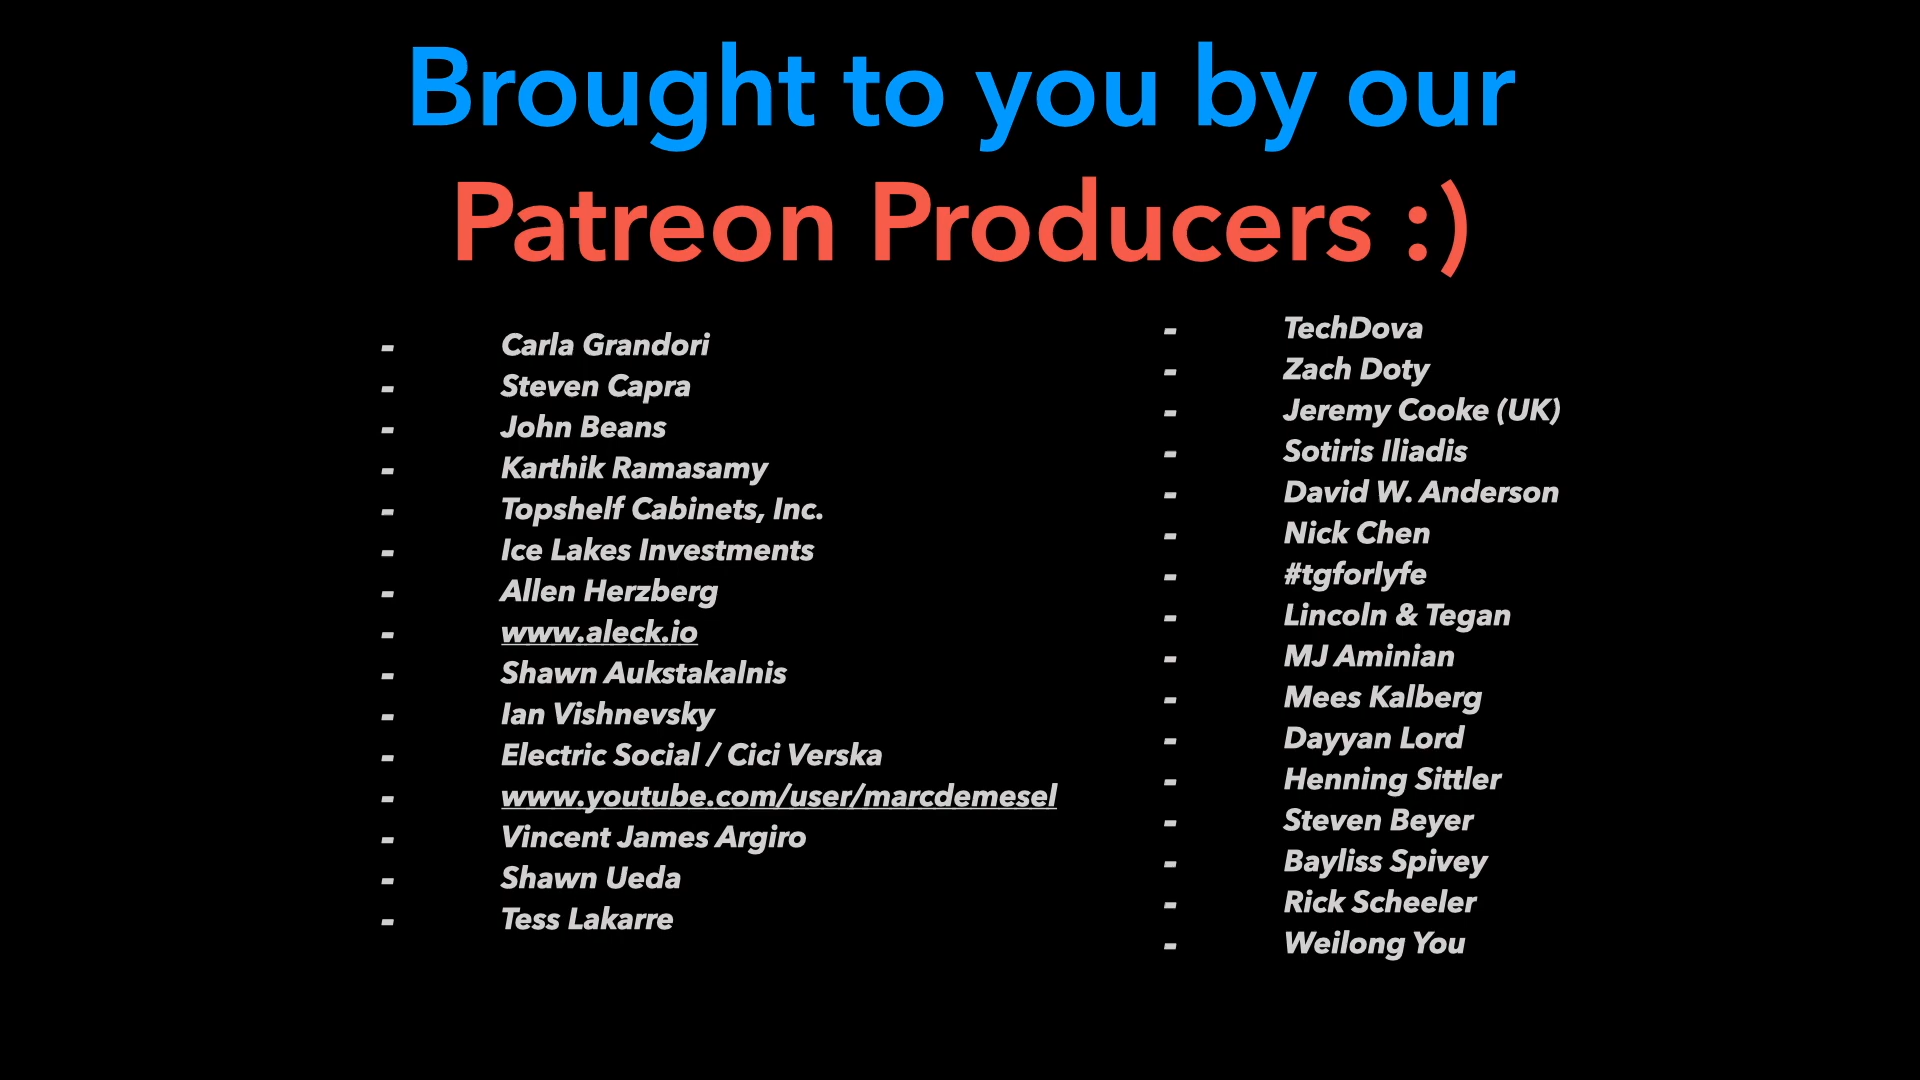 Brought to you by our
Patreon Producers :)
- Carla Grandori
- Steven Capra
- John Beans
- Karthik Ramasamy
- Topshelf Cabinets, Inc.
- Ice Lakes Investments
- Allen Herzberg
- www.aleck.io
- Shawn Aukstakalnis
- Ian Vishnevsky
- Electric Social / Cici Verska
- www.youtube.com/user/marcdemesel
- Vincent James Argiro
- Shawn Ueda
- Tess Lakarre
- TechDova
- Zach Doty
- Jeremy Cooke (UK)
- Sotiris Iliadis
- David W. Anderson
- Nick Chen
- #tgforlyfe
- Lincoln & Tegan
- MJ Aminian
- Mees Kalberg
- Dayyan Lord
- Henning Sittler
- Steven Beyer
- Bayliss Spivey
- Rick Scheeler
- Weilong You